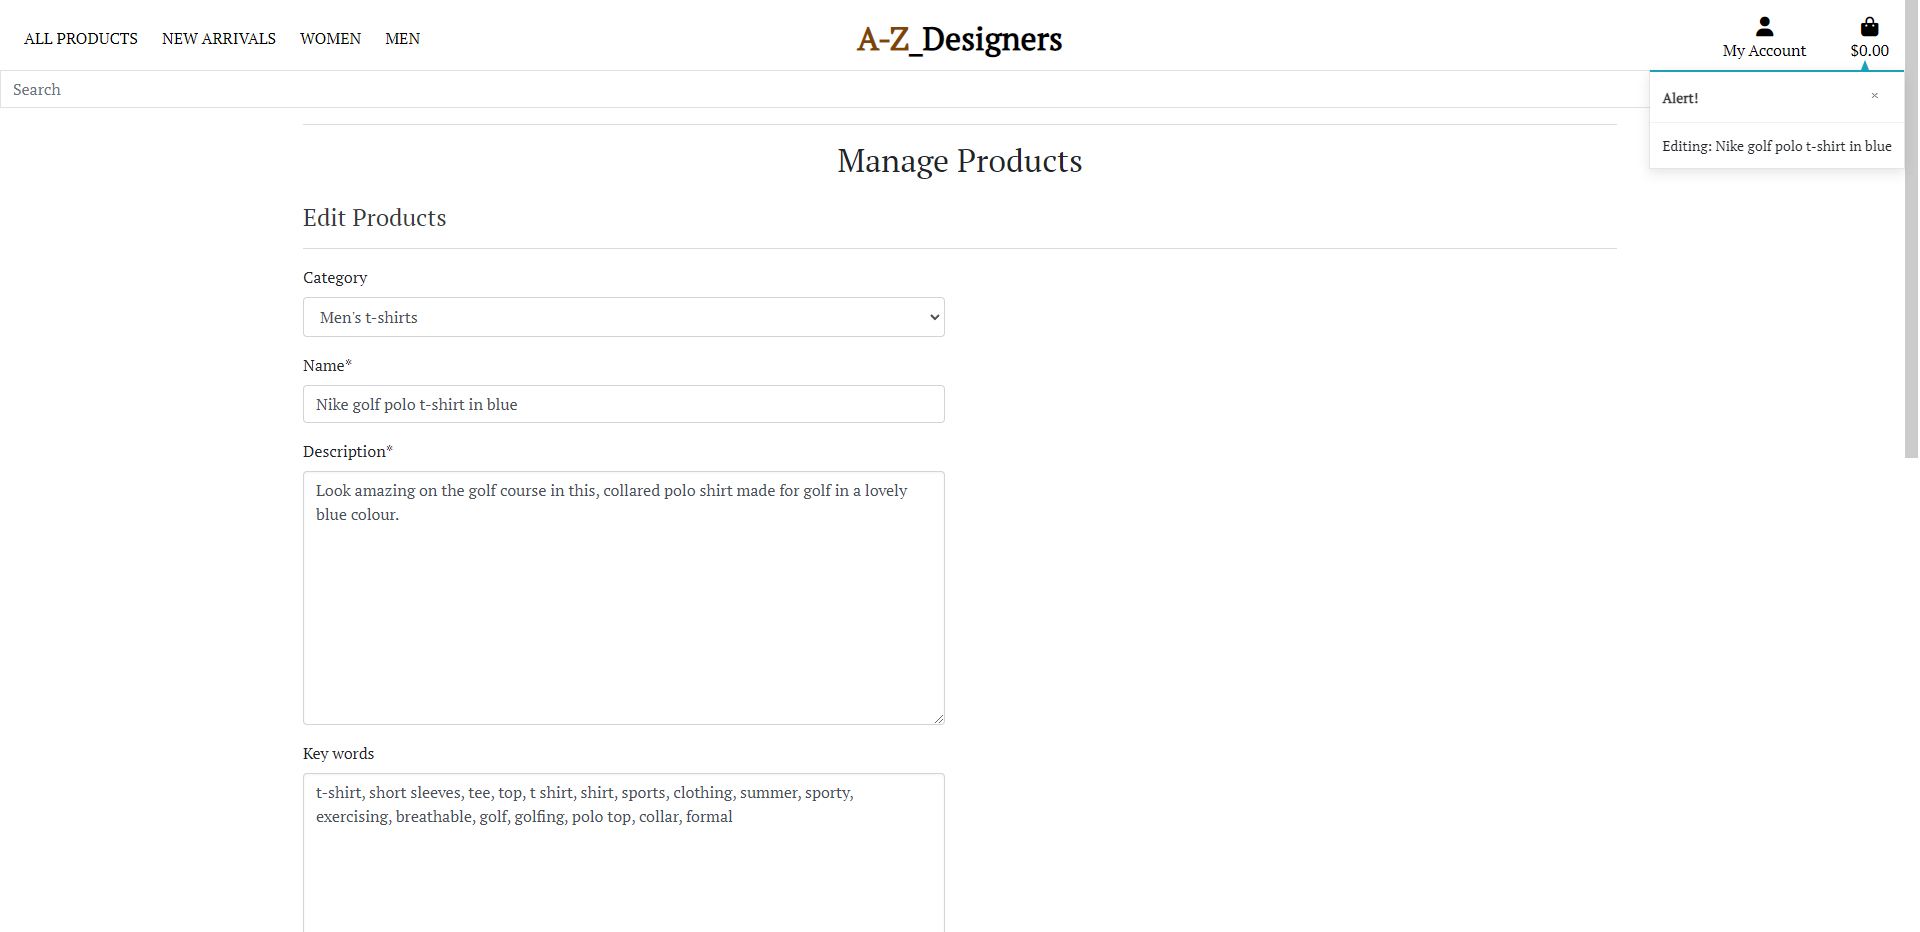 ALL PRODUCTS NEW ARRIVALS WOMEN MEN
A-Z_Designers
My Account
$0.00
Search
Alert!
×
Editing: Nike golf polo t-shirt in blue
Manage Products
Edit Products
Category
Men's t-shirts
Name*
Nike golf polo t-shirt in blue
Description*
Look amazing on the golf course in this, collared polo shirt made for golf in a lovely
blue colour.
Key words
t-shirt, short sleeves, tee, top, t shirt, shirt, sports, clothing, summer, sporty,
exercising, breathable, golf, golfing, polo top, collar, formal